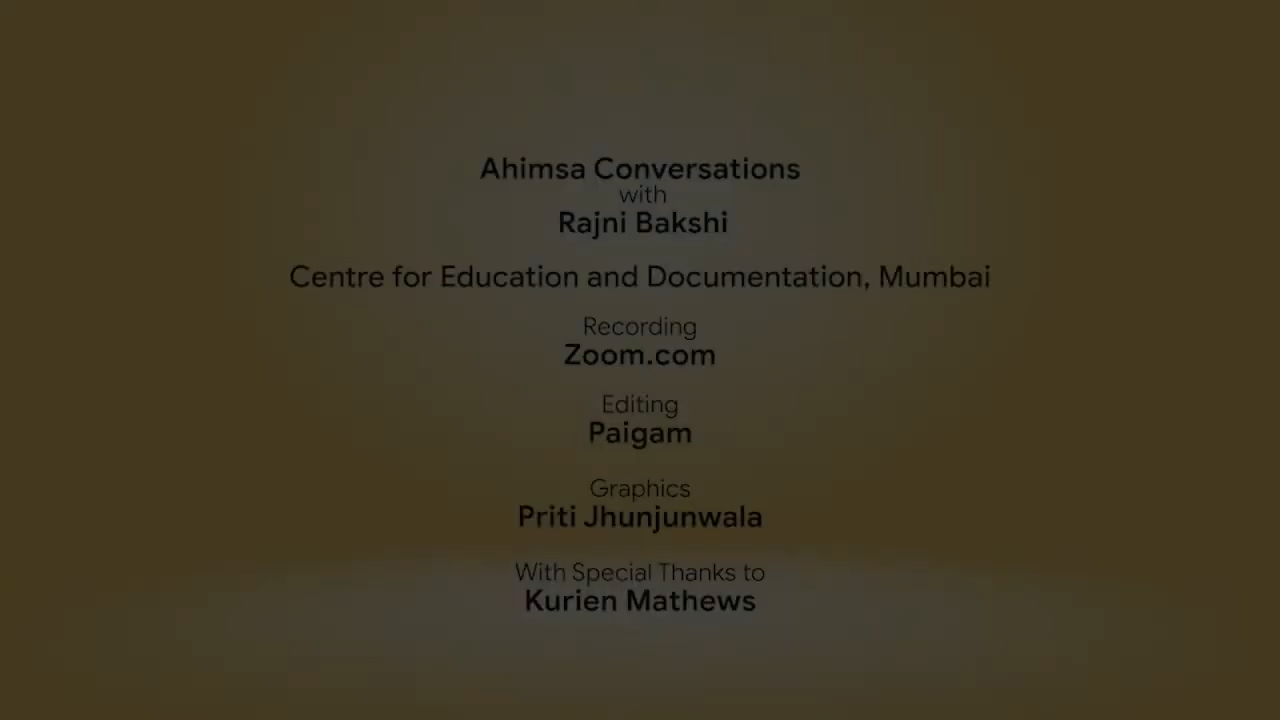 Ahimsa Conversations
with
Rajni Bakshi
Centre for Education and Documentation, Mumbai
Recording
Zoom.com
Editing
Paigam
Graphics
Priti Jhunjunwala
With Special Thanks to
Kurien Mathews